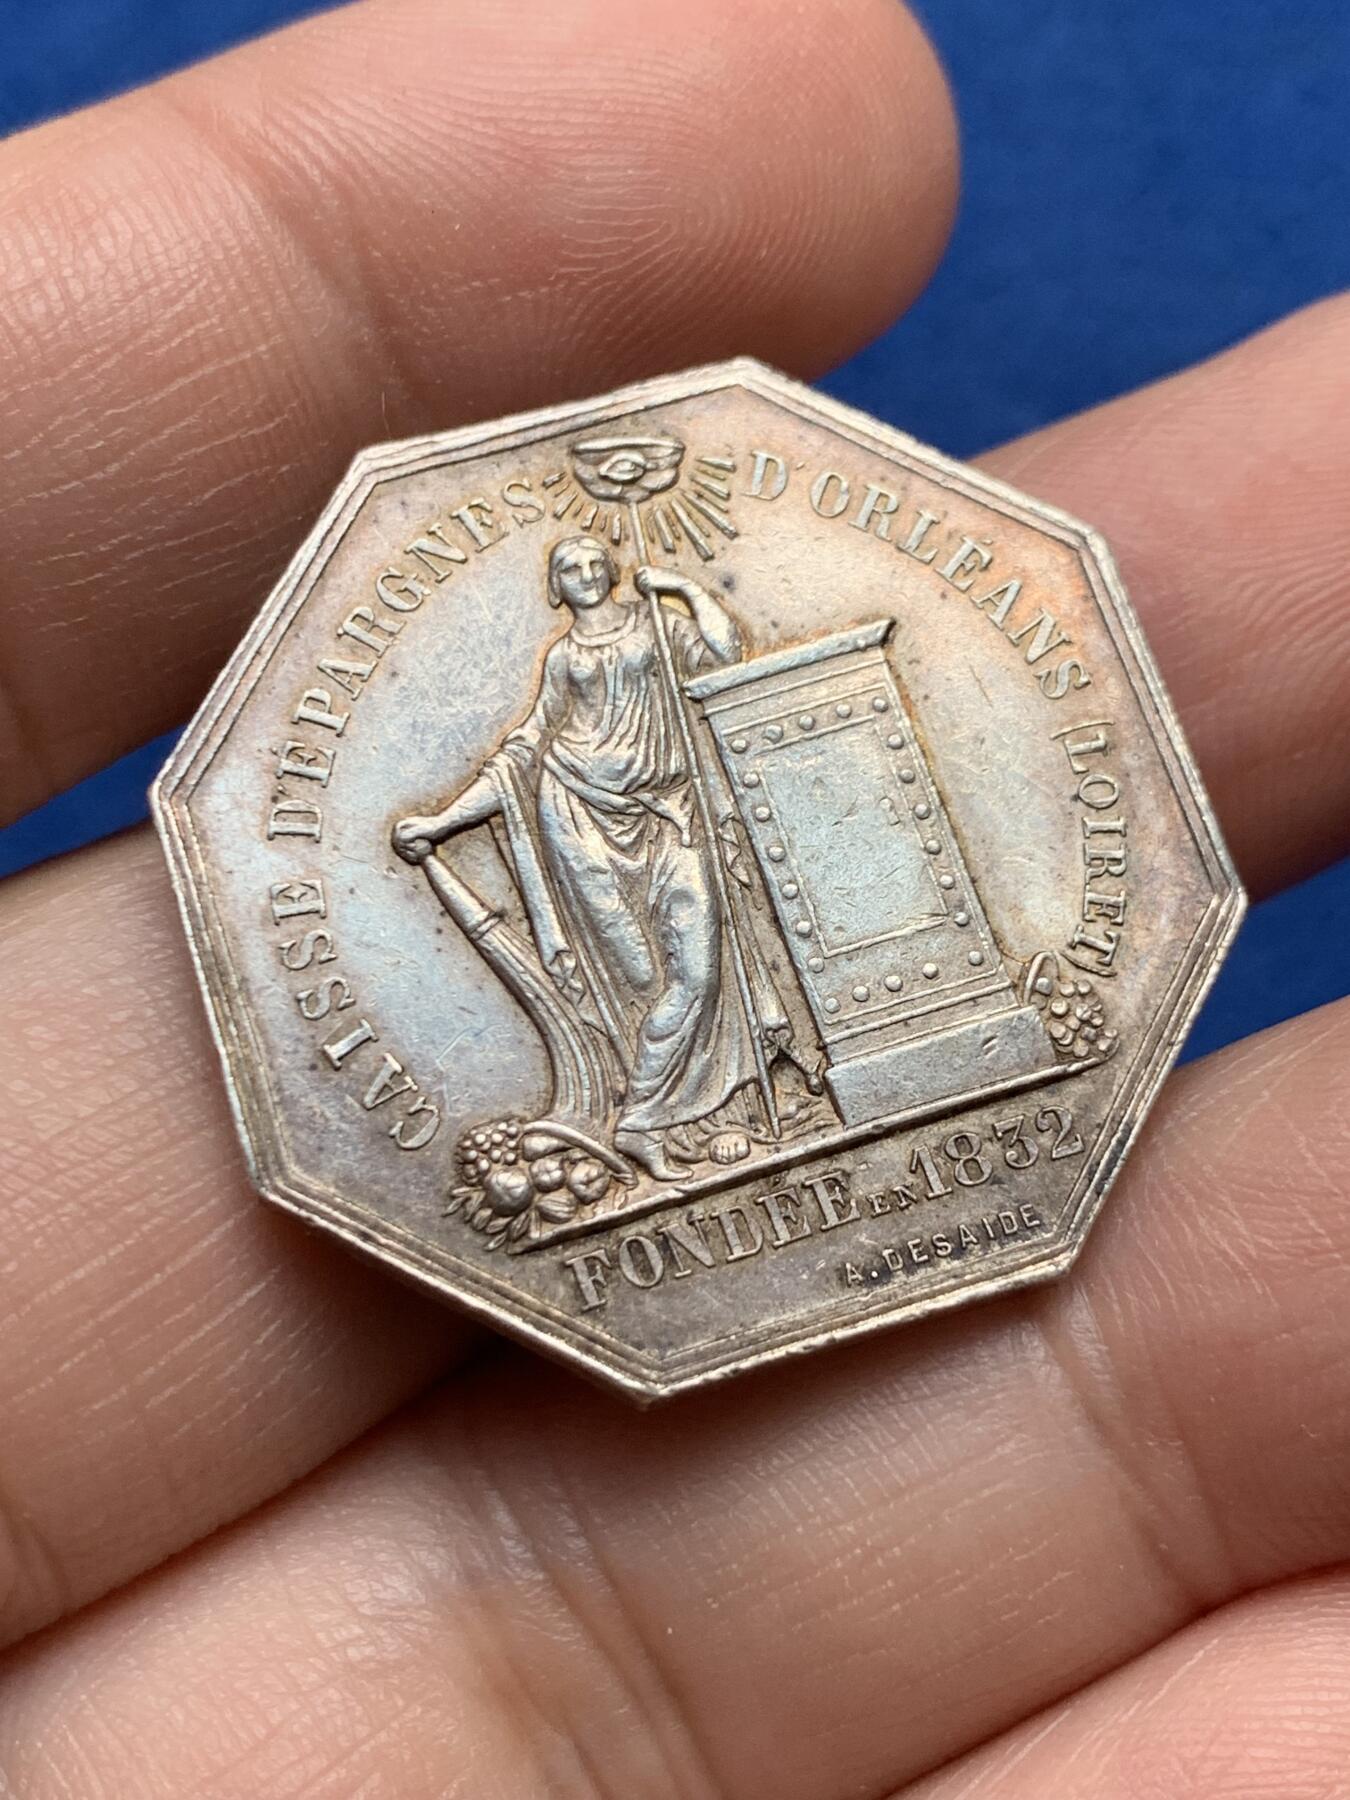 CAISSE D'ÉPARGNES D'ORLÉANS (LOIRET)
FONDÉE EN 1832
A. DESAIDE